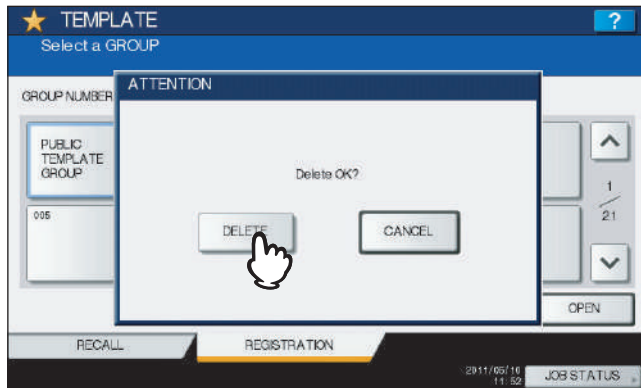 TEMPLATE
?
Select a GROUP
GROUP NUMBER
ATTENTION
PUBLIC
TEMPLATE
GROUP
Delete OK?
1
21
005
DELETE
CANCEL
OPEN
RECALL
REGISTRATION
2011/05/16
11:52
JOB STATUS